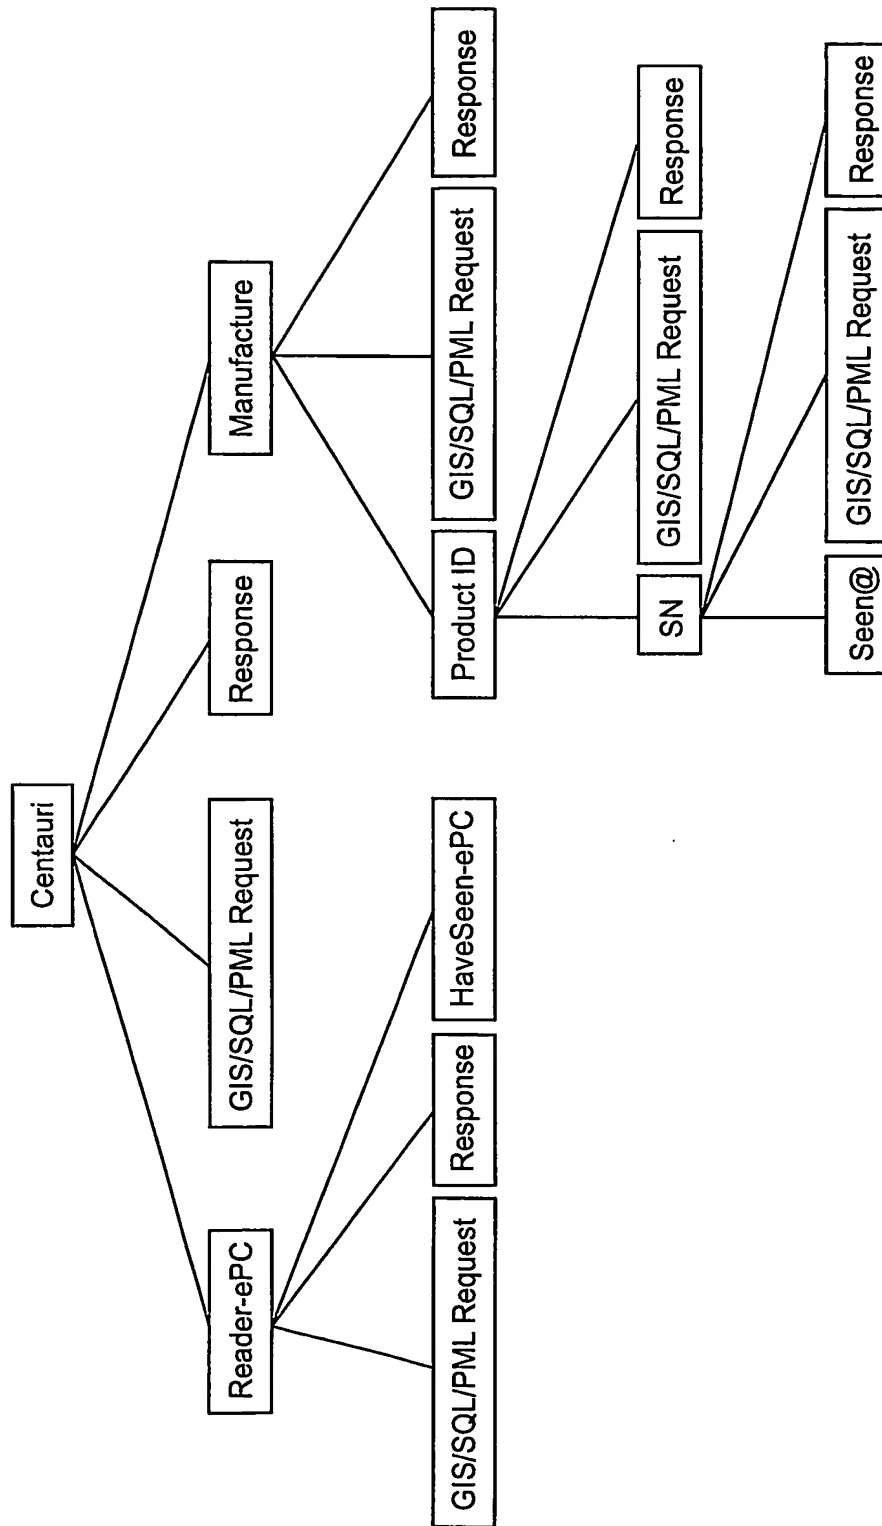 Centauri
Reader-ePC
GIS/SQL/PML Request
Response
Manufacture
GIS/SQL/PML Request
Response
HaveSeen-ePC
Product ID
GIS/SQL/PML Request
Response
SN
GIS/SQL/PML Request
Response
Seen@
GIS/SQL/PML Request
Response